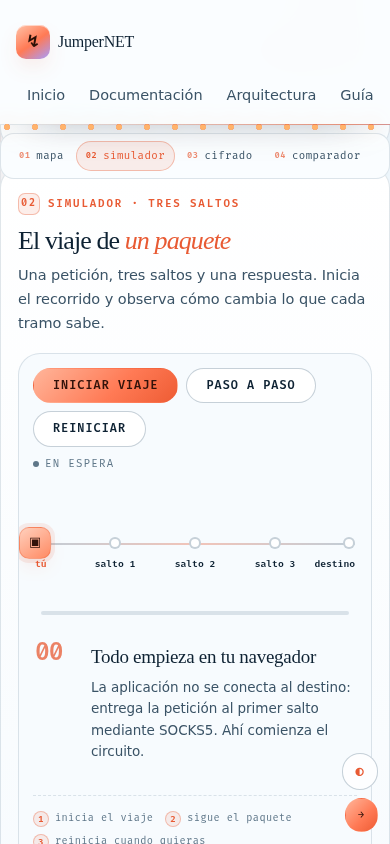 JumperNET
Inicio Documentación Arquitectura Guía
01 mapa 02 simulador 03 cifrado 04 comparador
02 SIMULADOR · TRES SALTOS
El viaje de un paquete
Una petición, tres saltos y una respuesta. Inicia
el recorrido y observa cómo cambia lo que cada
tramo sabe.
INICIAR VIAJE PASO A PASO
REINICIAR
EN ESPERA
tú salto 1 salto 2 salto 3 destino
00
Todo empieza en tu navegador
La aplicación no se conecta al destino:
entrega la petición al primer salto
mediante SOCKS5. Ahí comienza el
circuito.
1 inicia el viaje 2 sigue el paquete
3 reinicia cuando quieras